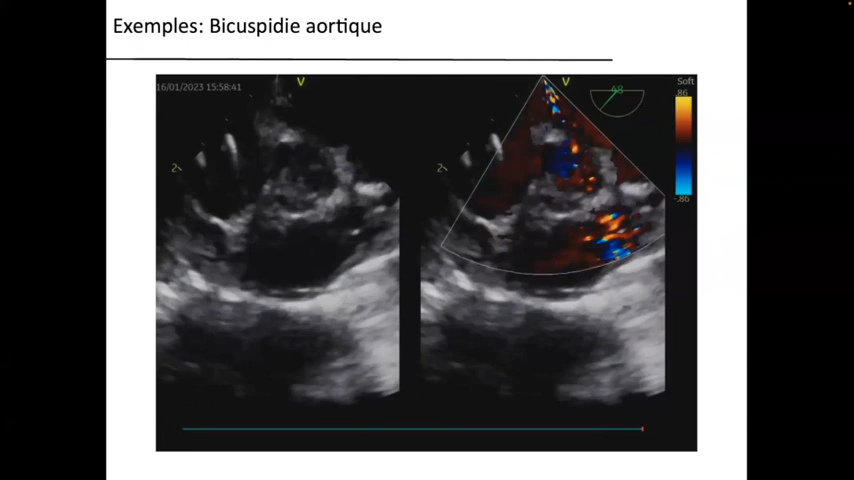 Exemples: Bicuspidie aortique
16/01/2023 15:58:41
V
V
48
Soft
.86
2
2
-.86